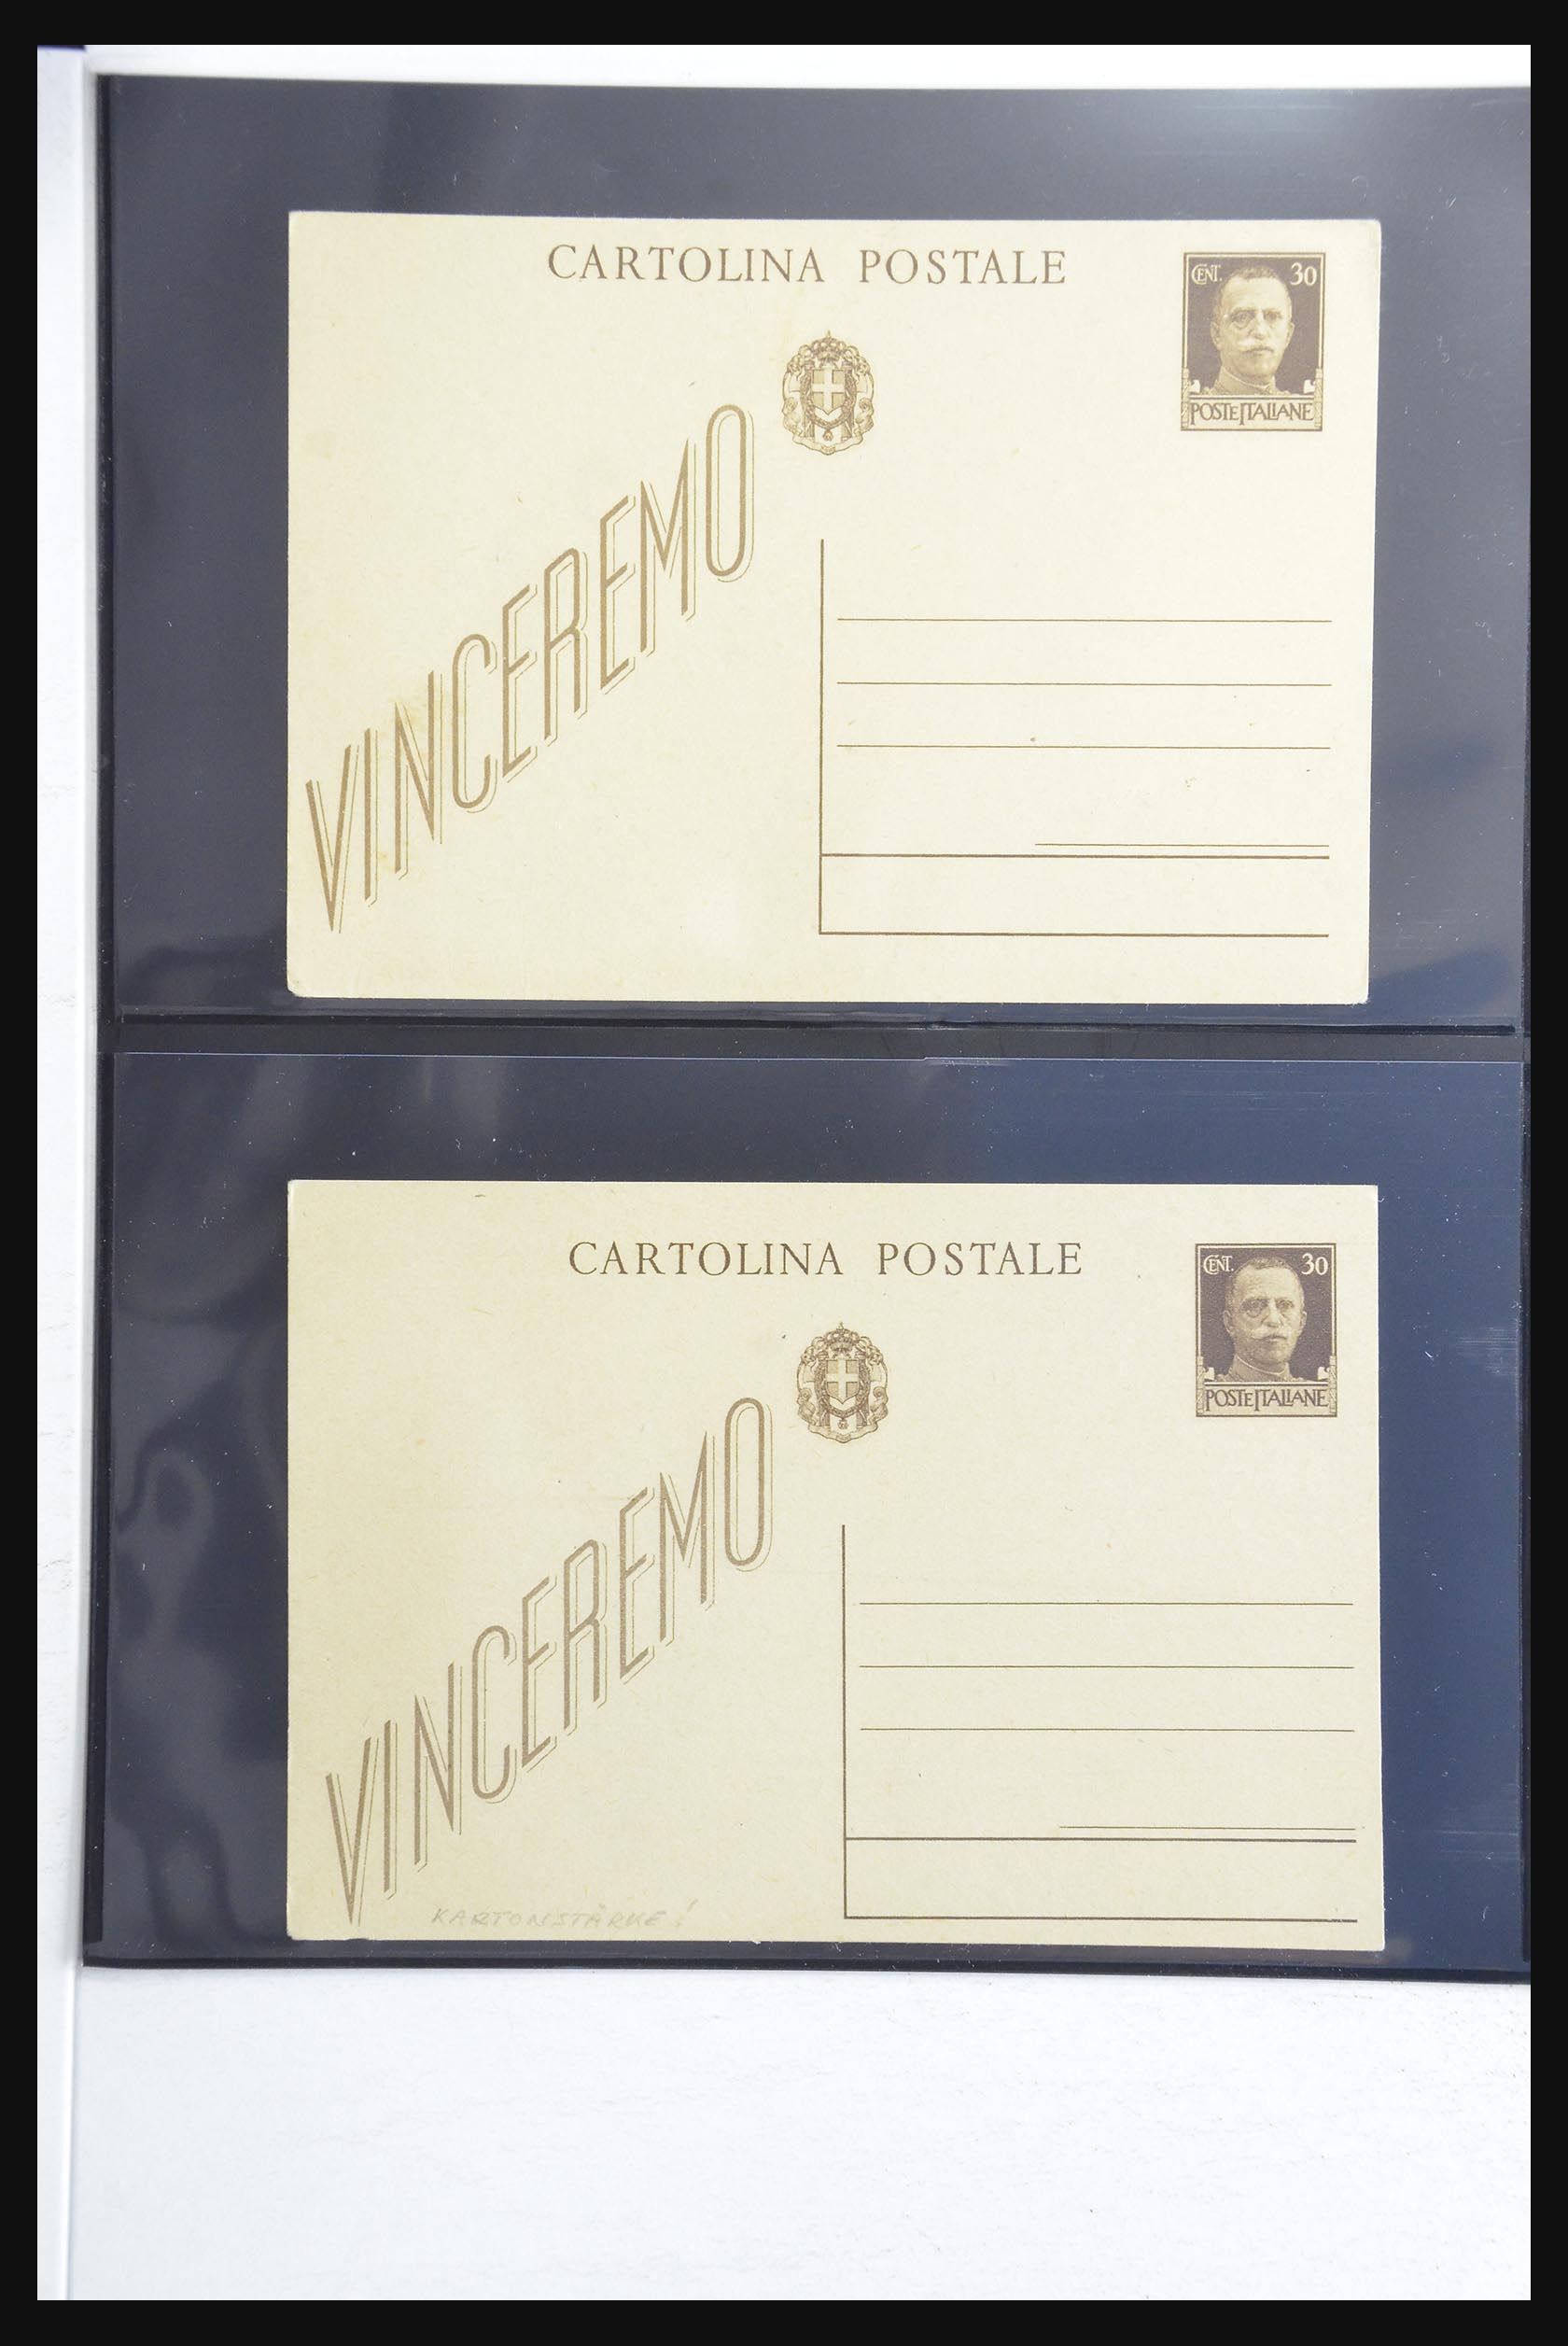 CARTOLINA POSTALE
CENT. 30
POSTE ITALIANE
VINCEREMO
CARTOLINA POSTALE
CENT. 30
POSTE ITALIANE
VINCEREMO
KARTONSTÄRKE!